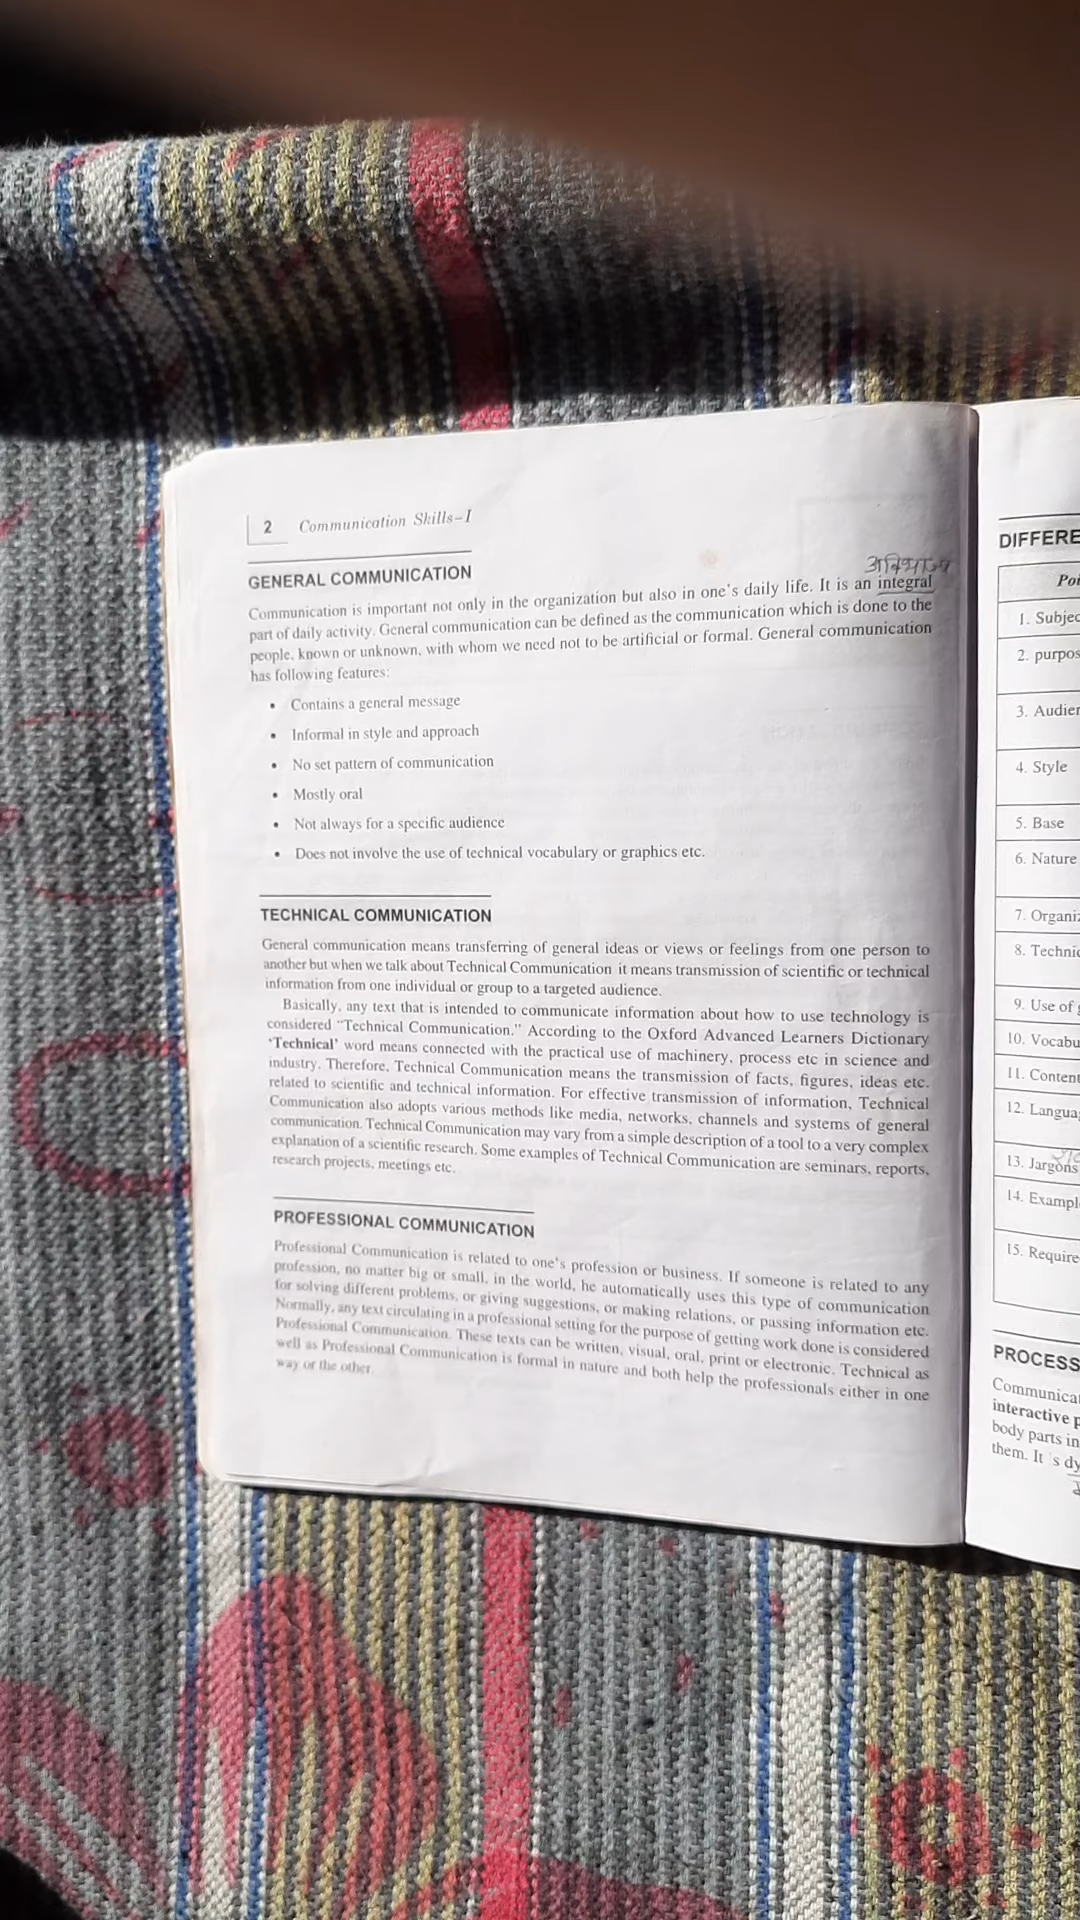 2 Communication Skills–I
GENERAL COMMUNICATION
अविभाज्य
Communication is important not only in the organization but also in one's daily life. It is an integral
part of daily activity. General communication can be defined as the communication which is done to the
people, known or unknown, with whom we need not to be artificial or formal. General communication
has following features:
• Contains a general message
• Informal in style and approach
• No set pattern of communication
• Mostly oral
• Not always for a specific audience
• Does not involve the use of technical vocabulary or graphics etc.
TECHNICAL COMMUNICATION
General communication means transferring of general ideas or views or feelings from one person to
another but when we talk about Technical Communication it means transmission of scientific or technical
information from one individual or group to a targeted audience.
Basically, any text that is intended to communicate information about how to use technology is
considered "Technical Communication." According to the Oxford Advanced Learners Dictionary
'Technical' word means connected with the practical use of machinery, process etc in science and
industry. Therefore, Technical Communication means the transmission of facts, figures, ideas etc.
related to scientific and technical information. For effective transmission of information, Technical
Communication also adopts various methods like media, networks, channels and systems of general
communication. Technical Communication may vary from a simple description of a tool to a very complex
explanation of a scientific research. Some examples of Technical Communication are seminars, reports,
research projects, meetings etc.
PROFESSIONAL COMMUNICATION
Professional Communication is related to one's profession or business. If someone is related to any
profession, no matter big or small, in the world, he automatically uses this type of communication
for solving different problems, or giving suggestions, or making relations, or passing information etc.
Normally, any text circulating in a professional setting for the purpose of getting work done is considered
Professional Communication. These texts can be written, visual, oral, print or electronic. Technical as
well as Professional Communication is formal in nature and both help the professionals either in one
way or the other.
DIFFERE
Poi
1. Subjec
2. purpos
3. Audien
4. Style
5. Base
6. Nature
7. Organiz
8. Technic
9. Use of g
10. Vocabu
11. Content
12. Languag
13. Jargons
14. Exampl
15. Require
PROCESS
Communicat
interactive p
body parts in
them. It 's dy